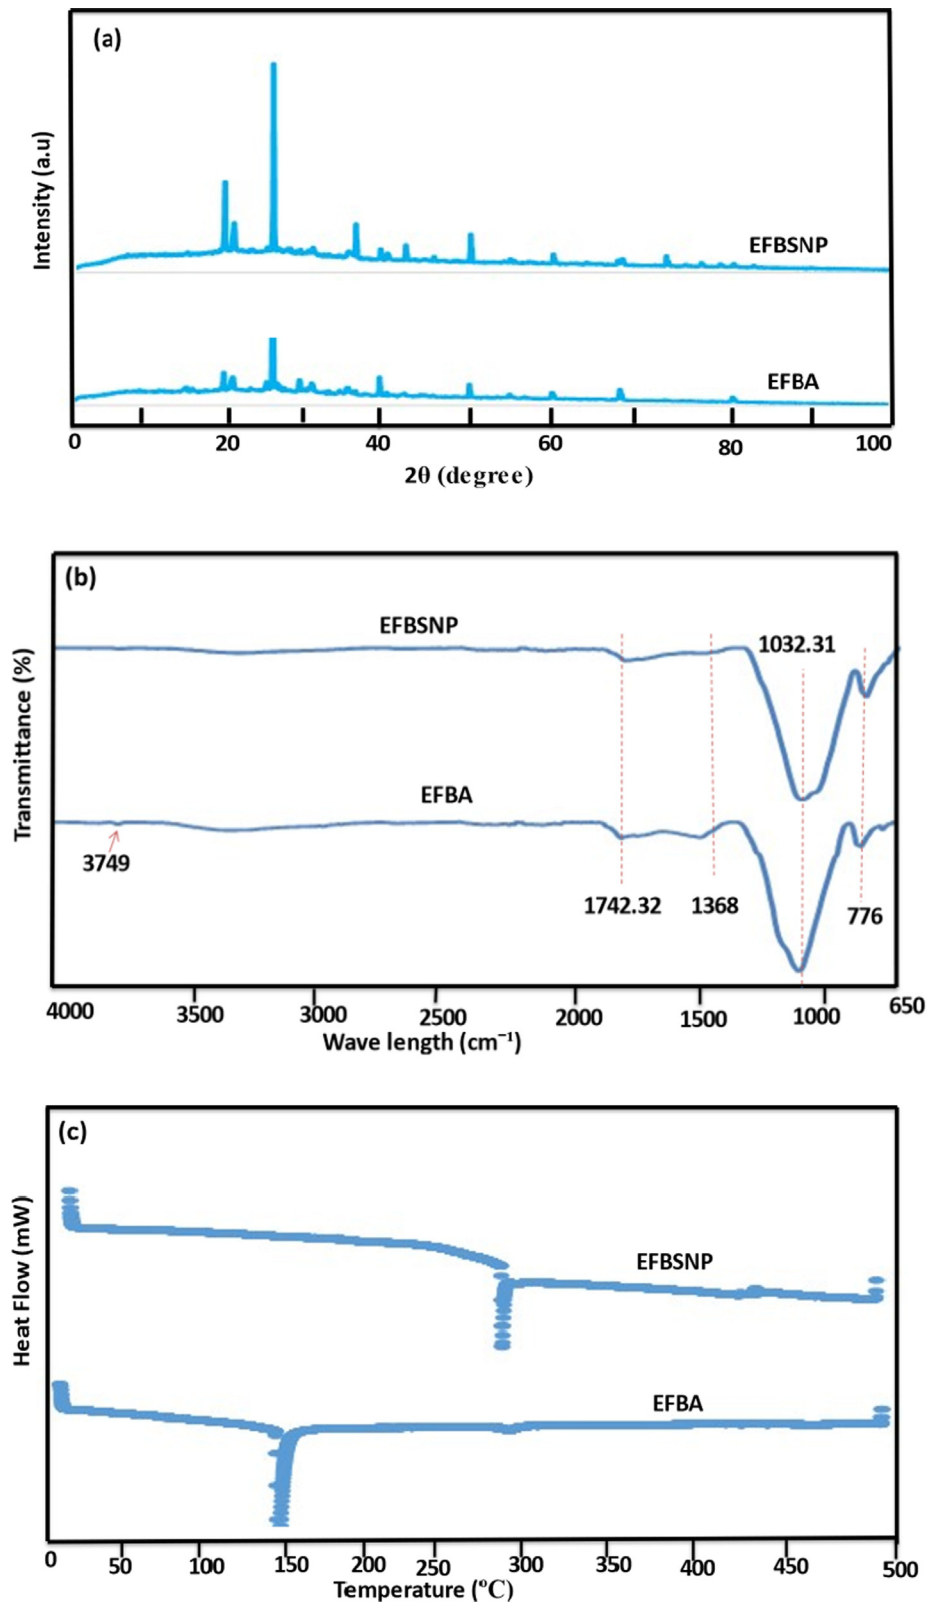 (a)
Intensity (a.u)
EFBSNP
EFBA
0 20 40 60 80 100
2θ (degree)
(b)
EFBSNP
1032.31
Transmittance (%)
EFBA
3749
1742.32 1368 776
4000 3500 3000 2500 2000 1500 1000 650
Wave length (cm⁻¹)
(c)
Heat Flow (mW)
EFBSNP
EFBA
0 50 100 150 200 250 300 350 400 450 500
Temperature (°C)